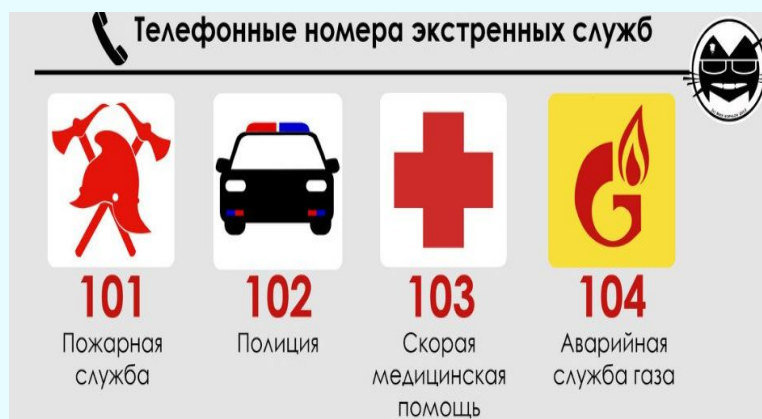 Телефонные номера экстренных служб
101
Пожарная
служба
102
Полиция
103
Скорая
медицинская
помощь
104
Аварийная
служба газа